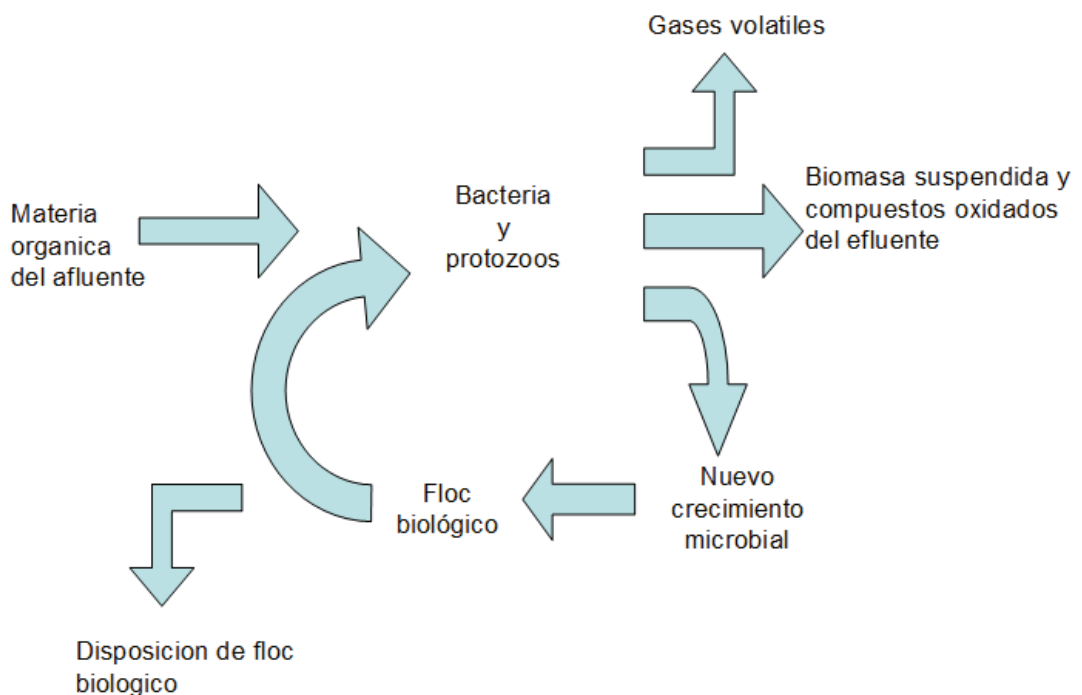 Gases volatiles
Materia
organica
del afluente
Bacteria
y
protozoos
Biomasa suspendida y
compuestos oxidados
del efluente
Nuevo
crecimiento
microbial
Floc
biológico
Disposicion de floc
biologico